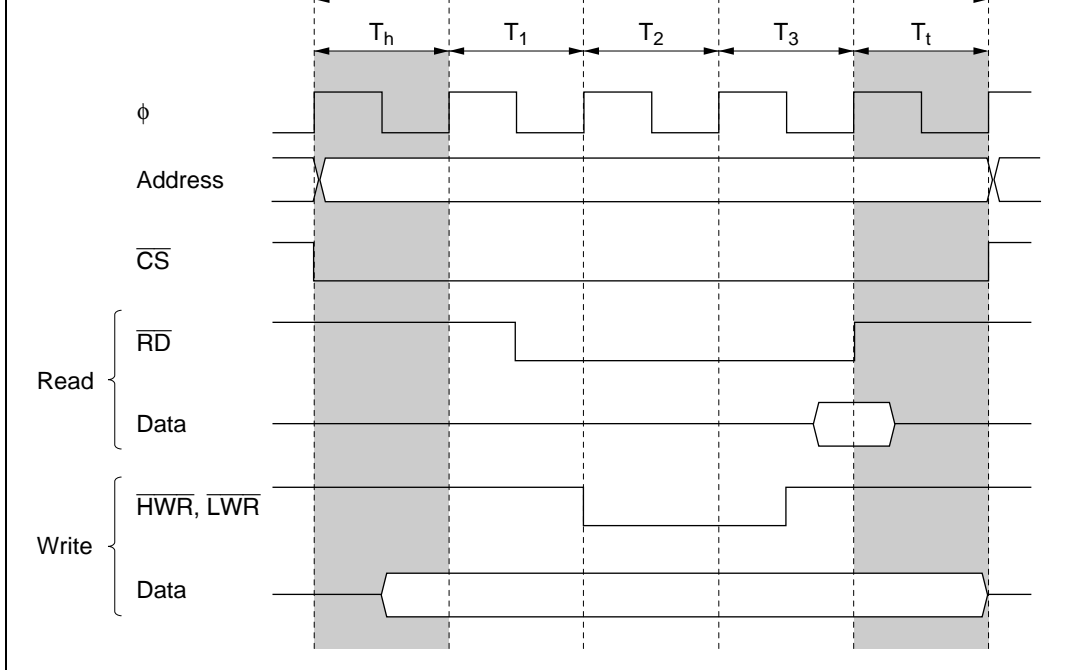 Th T1 T2 T3 Tt
ϕ
Address
CS
Read
RD
Data
Write
HWR, LWR
Data